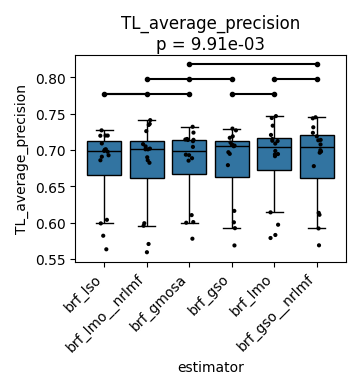 TL_average_precision
p = 9.91e-03
TL_average_precision
0.80
0.75
0.70
0.65
0.60
0.55
brf_lso
brf_lmo__nrlmf
brf_gmosa
brf_gso
brf_lmo
brf_gso__nrlmf
estimator